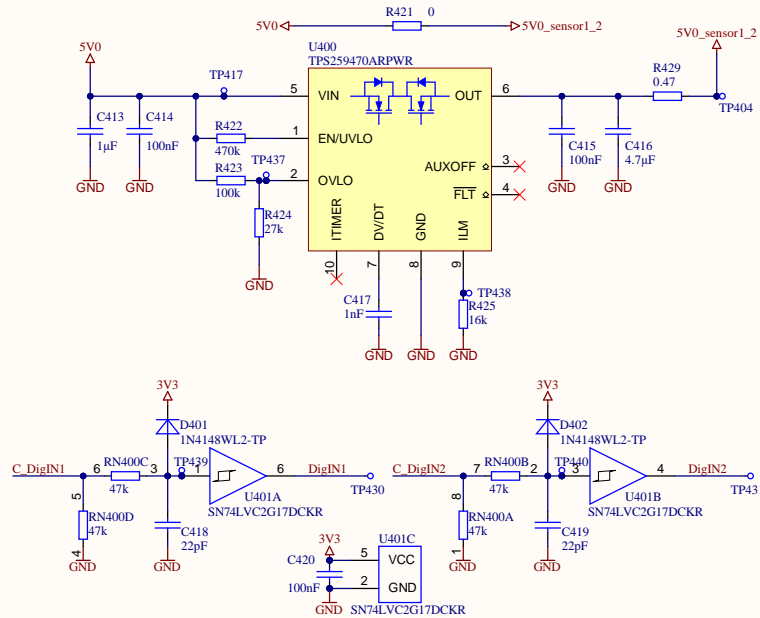 R421 0
5V0 5V0_sensor1_2
U400
TPS259470ARPWR
5V0 5V0_sensor1_2
TP417 R429
0.47
5 VIN OUT 6
TP404
C413
1µF
C414
100nF
C415
100nF
C416
4.7µF
R422
470k
1 EN/UVLO
R423
100k
TP437
2 OVLO
AUXOFF 3
FLT 4
GND GND GND GND
R424
27k
GND
ITIMER DV/DT GND ILM
10 7 8 9
C417
1nF
TP438
R425
16k
GND GND GND
3V3
D401
1N4148WL2-TP
C_DigIN1 6 RN400C 3 TP439 1 6 DigIN1
47k
TP430
U401A
SN74LVC2G17DCKR
5 RN400D
47k
4
GND
C418
22pF
GND
3V3
D402
1N4148WL2-TP
C_DigIN2 7 RN400B 2 TP440 3 4 DigIN2
47k
TP43
U401B
SN74LVC2G17DCKR
8 RN400A
47k
1
GND
C419
22pF
GND
3V3 U401C
C420
100nF
5 VCC
2 GND
GND SN74LVC2G17DCKR